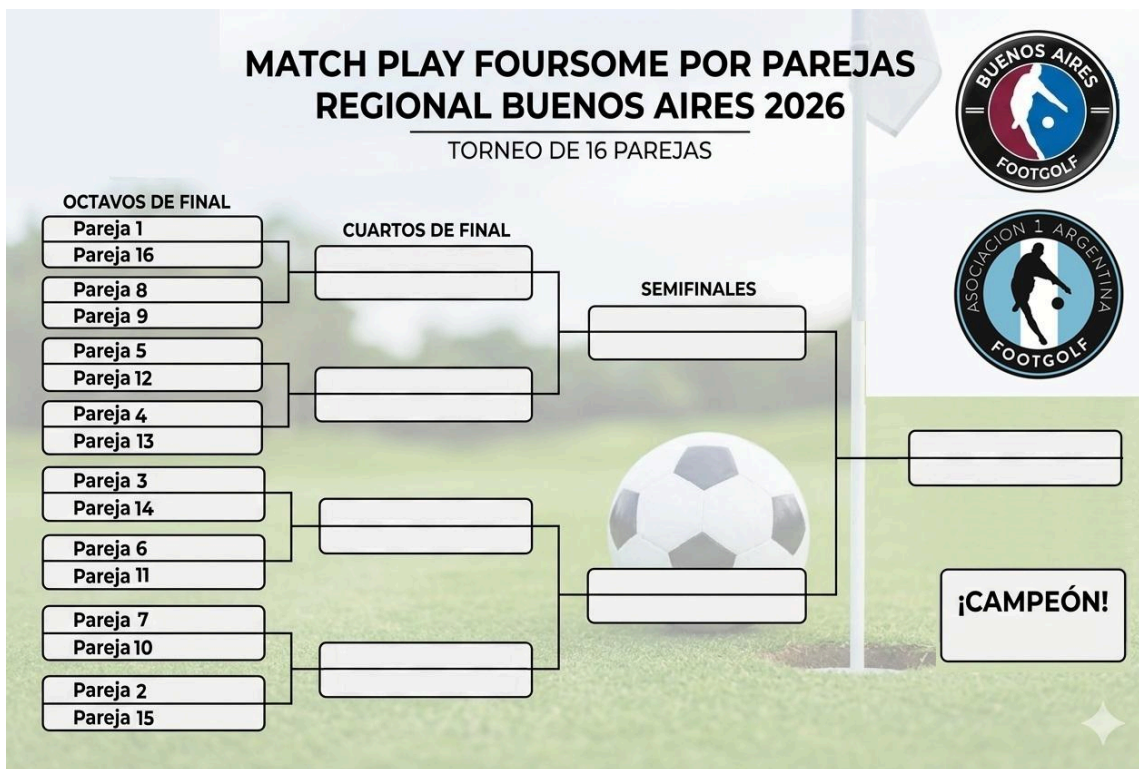 MATCH PLAY FOURSOME POR PAREJAS
REGIONAL BUENOS AIRES 2026
TORNEO DE 16 PAREJAS
BUENOS AIRES
FOOTGOLF
ASOCIACION 1 ARGENTINA
FOOTGOLF
OCTAVOS DE FINAL
Pareja 1
Pareja 16
Pareja 8
Pareja 9
Pareja 5
Pareja 12
Pareja 4
Pareja 13
Pareja 3
Pareja 14
Pareja 6
Pareja 11
Pareja 7
Pareja 10
Pareja 2
Pareja 15
CUARTOS DE FINAL
SEMIFINALES
¡CAMPEÓN!